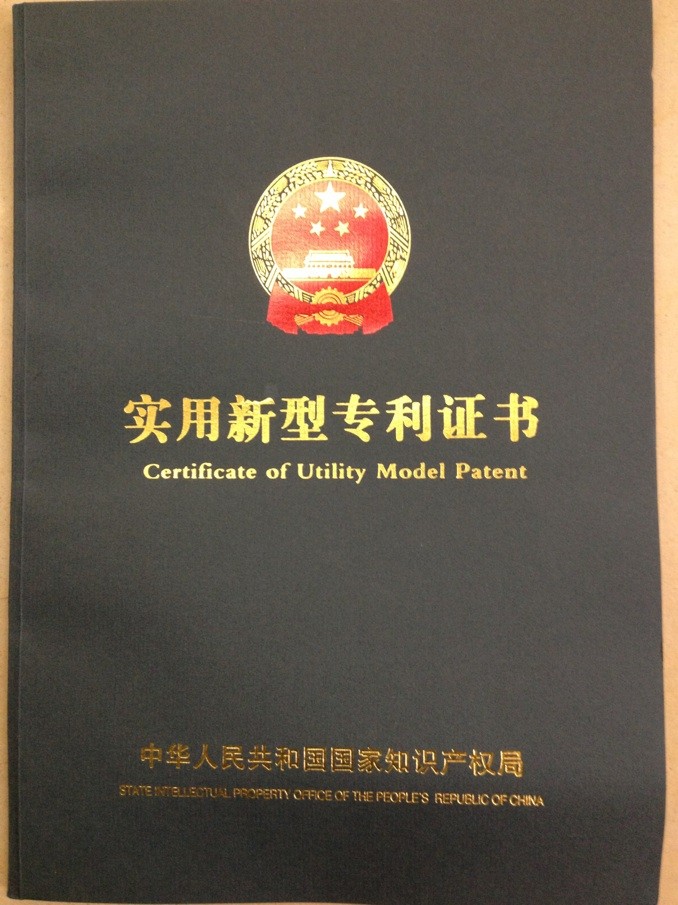 实用新型专利证书
Certificate of Utility Model Patent
中华人民共和国国家知识产权局
STATE INTELLECTUAL PROPERTY OFFICE OF THE PEOPLE'S REPUBLIC OF CHINA